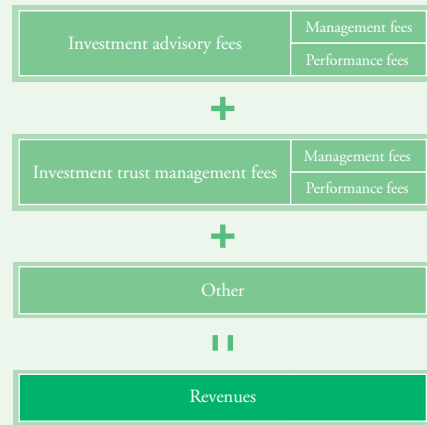 Investment advisory fees
Management fees
Performance fees
+
Investment trust management fees
Management fees
Performance fees
+
Other
=
Revenues